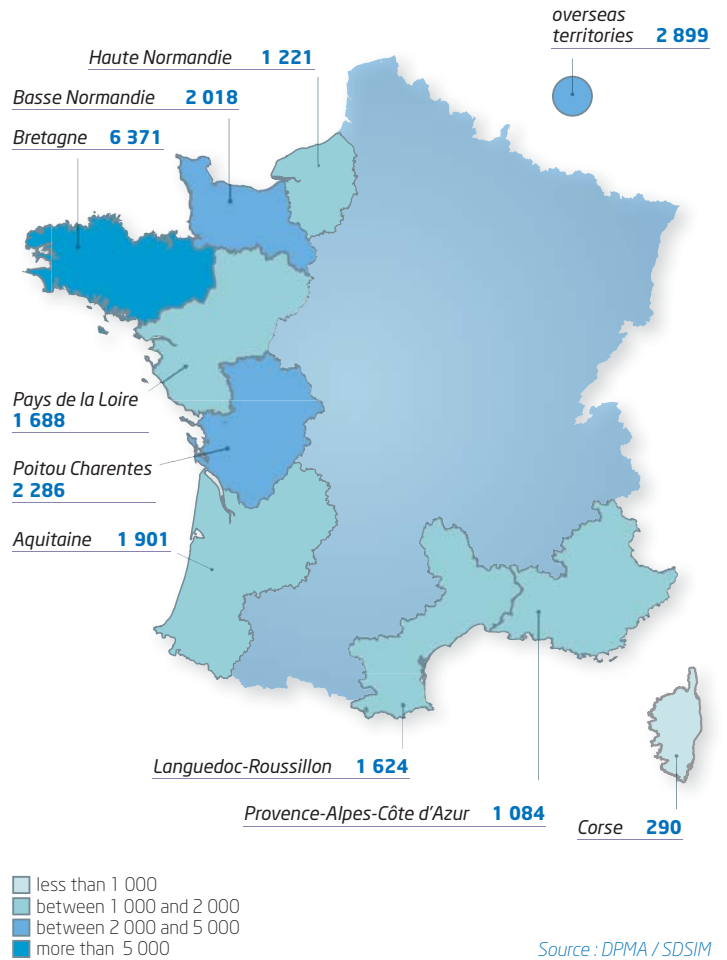 overseas
territories 2 899
Haute Normandie 1 221
Basse Normandie 2 018
Bretagne 6 371
Pays de la Loire
1 688
Poitou Charentes
2 286
Aquitaine 1 901
Languedoc-Roussillon 1 624
Provence-Alpes-Côte d'Azur 1 084
Corse 290
less than 1 000
between 1 000 and 2 000
between 2 000 and 5 000
more than 5 000
Source : DPMA / SDSIM